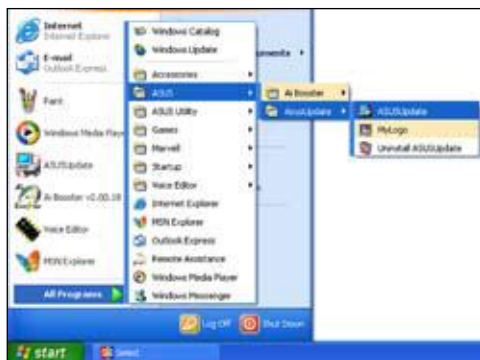 Internet
Internet Explorer
E-mail
Outlook Express
Paint
Windows Media Play
ASUSUpdate
Ai Booster v2.00.18
Voice Editor
MSN Explorer
All Programs
Windows Catalog
Windows Update
Accessories
ASUS
ASUS Utility
Games
Marvell
Startup
Voice Editor
Internet Explorer
MSN Explorer
Outlook Express
Remote Assistance
Windows Media Player
Windows Messenger
uments
Ai Booster
AsusUpdate
ASUSUpdate
MyLogo
Uninstall ASUSUpdate
Log Off
Shut Down
start